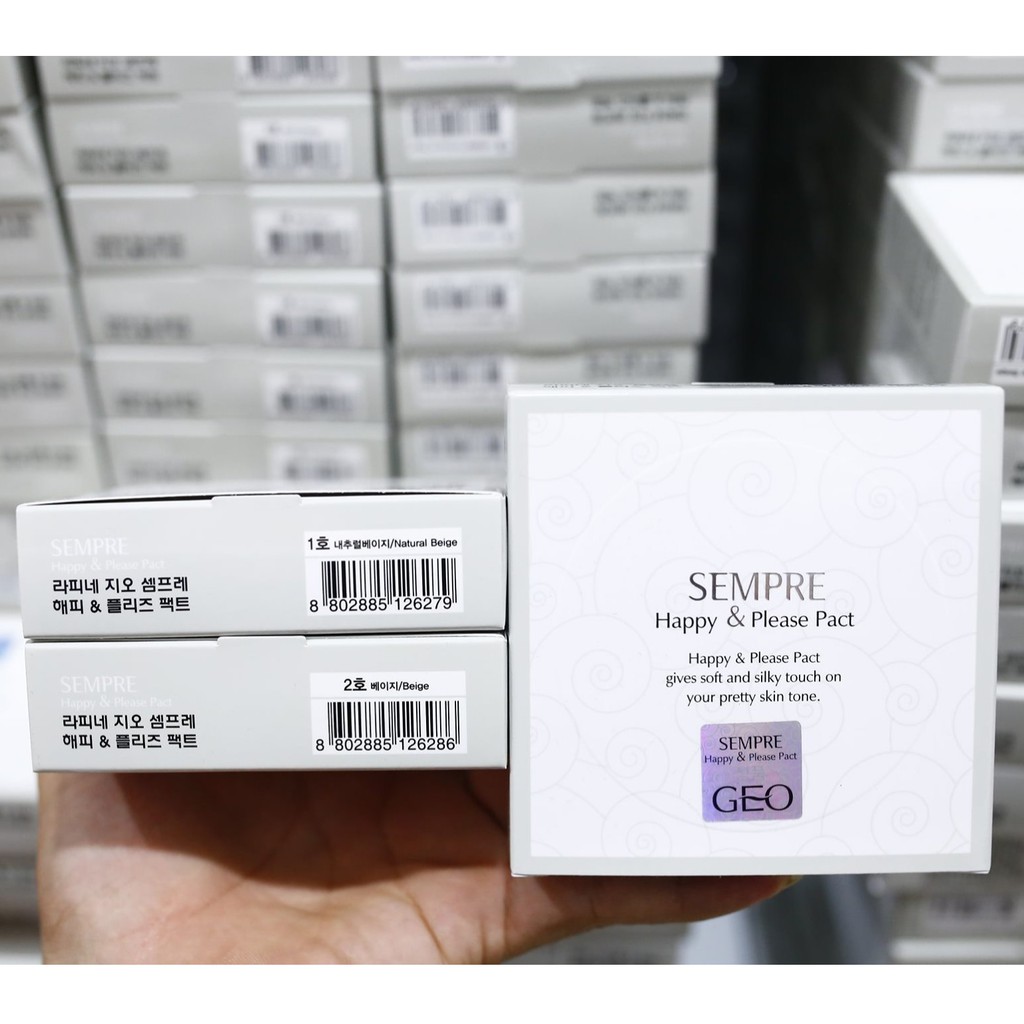 SEMPRE
Happy & Please Pact
라피네 지오 셈프레
해피 & 플리즈 팩트
1호 내추럴베이지/Natural Beige
8 802885 126279
SEMPRE
Happy & Please Pact
라피네 지오 셈프레
해피 & 플리즈 팩트
2호 베이지/Beige
8 802885 126286
SEMPRE
Happy & Please Pact
Happy & Please Pact
gives soft and silky touch on
your pretty skin tone.
SEMPRE
Happy & Please Pact
GEO